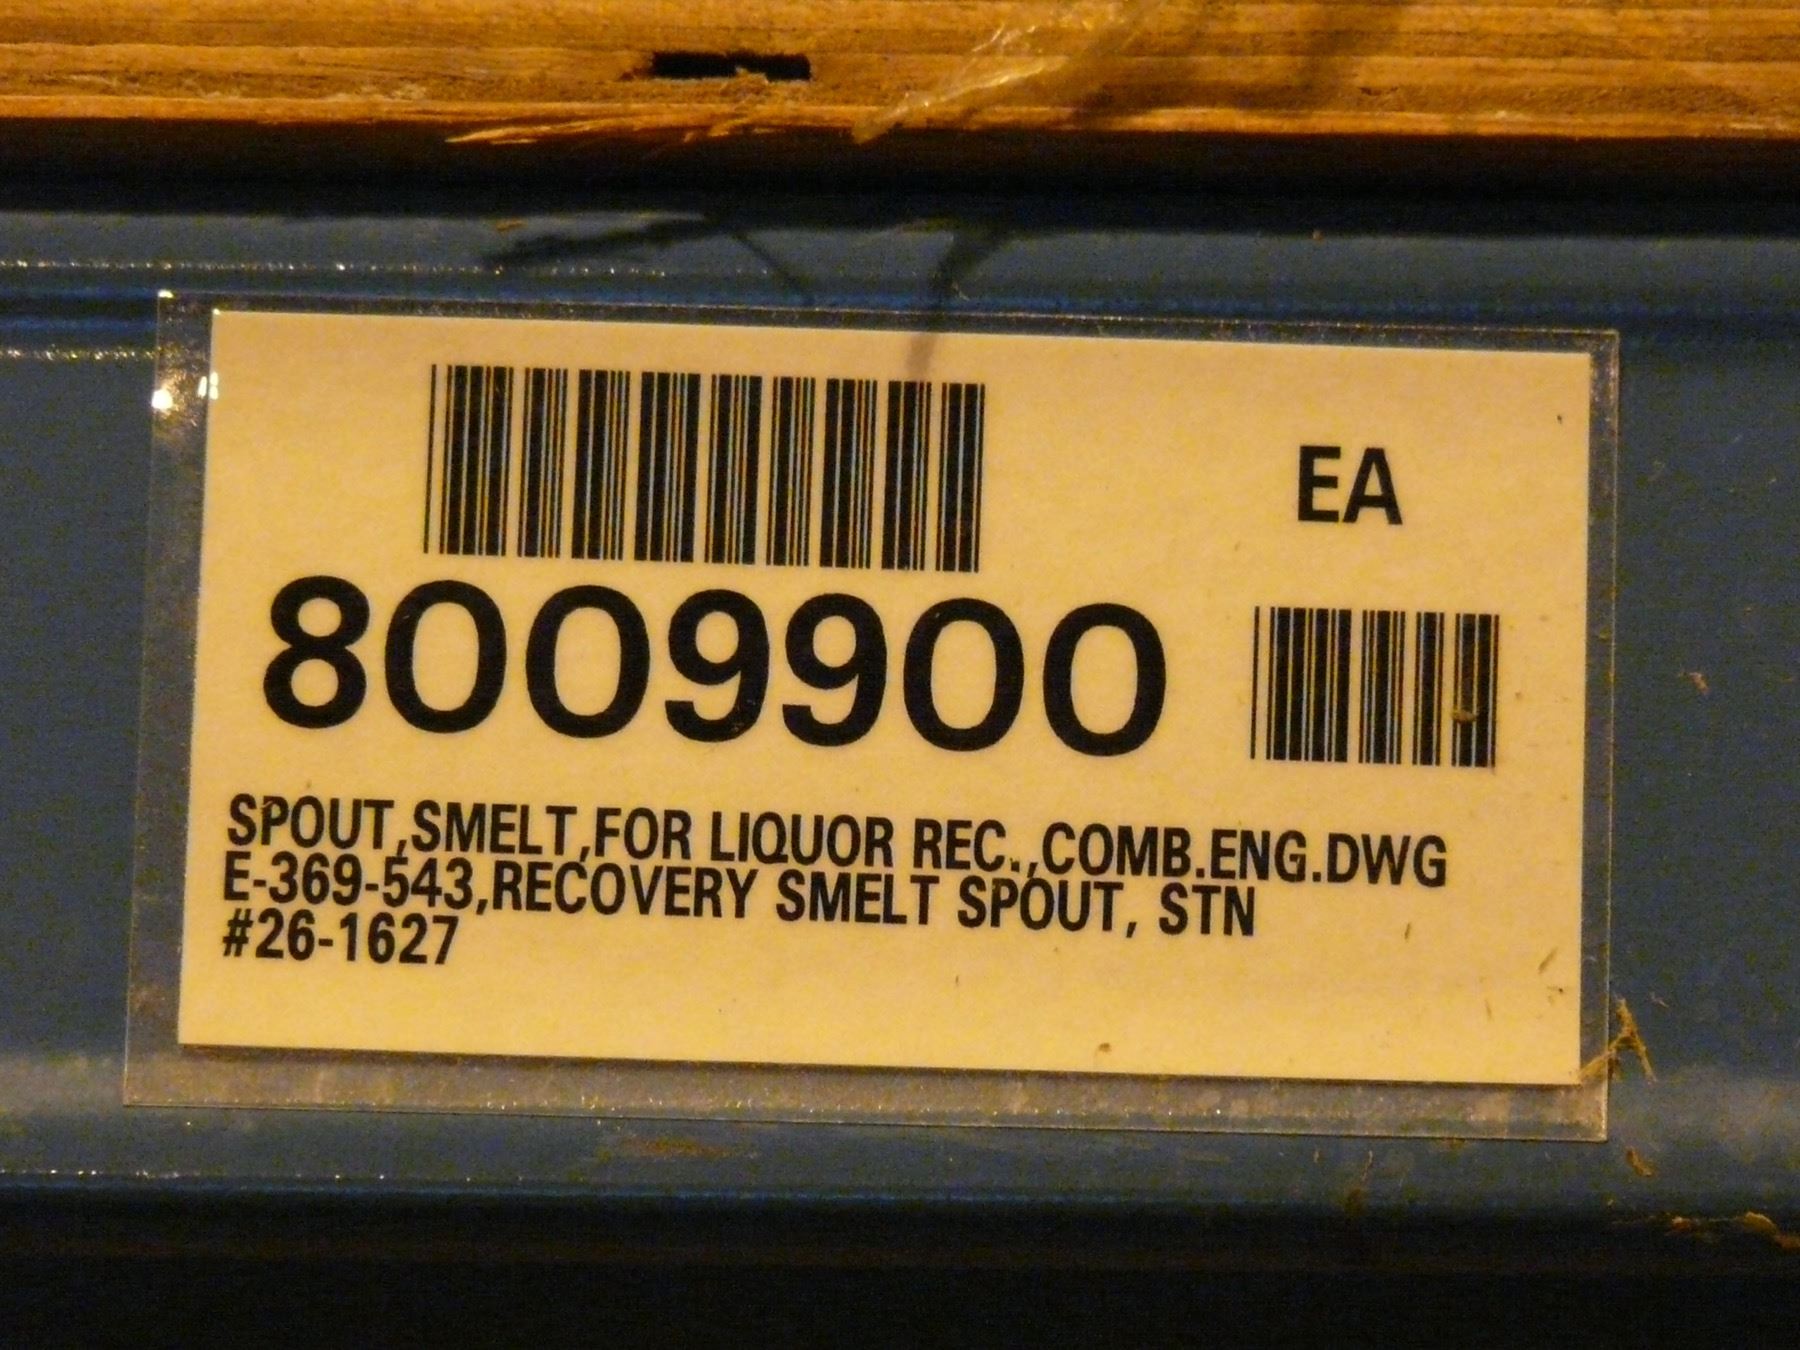 EA
8009900
SPOUT,SMELT,FOR LIQUOR REC.,COMB.ENG.DWG
E-369-543,RECOVERY SMELT SPOUT, STN
#26-1627